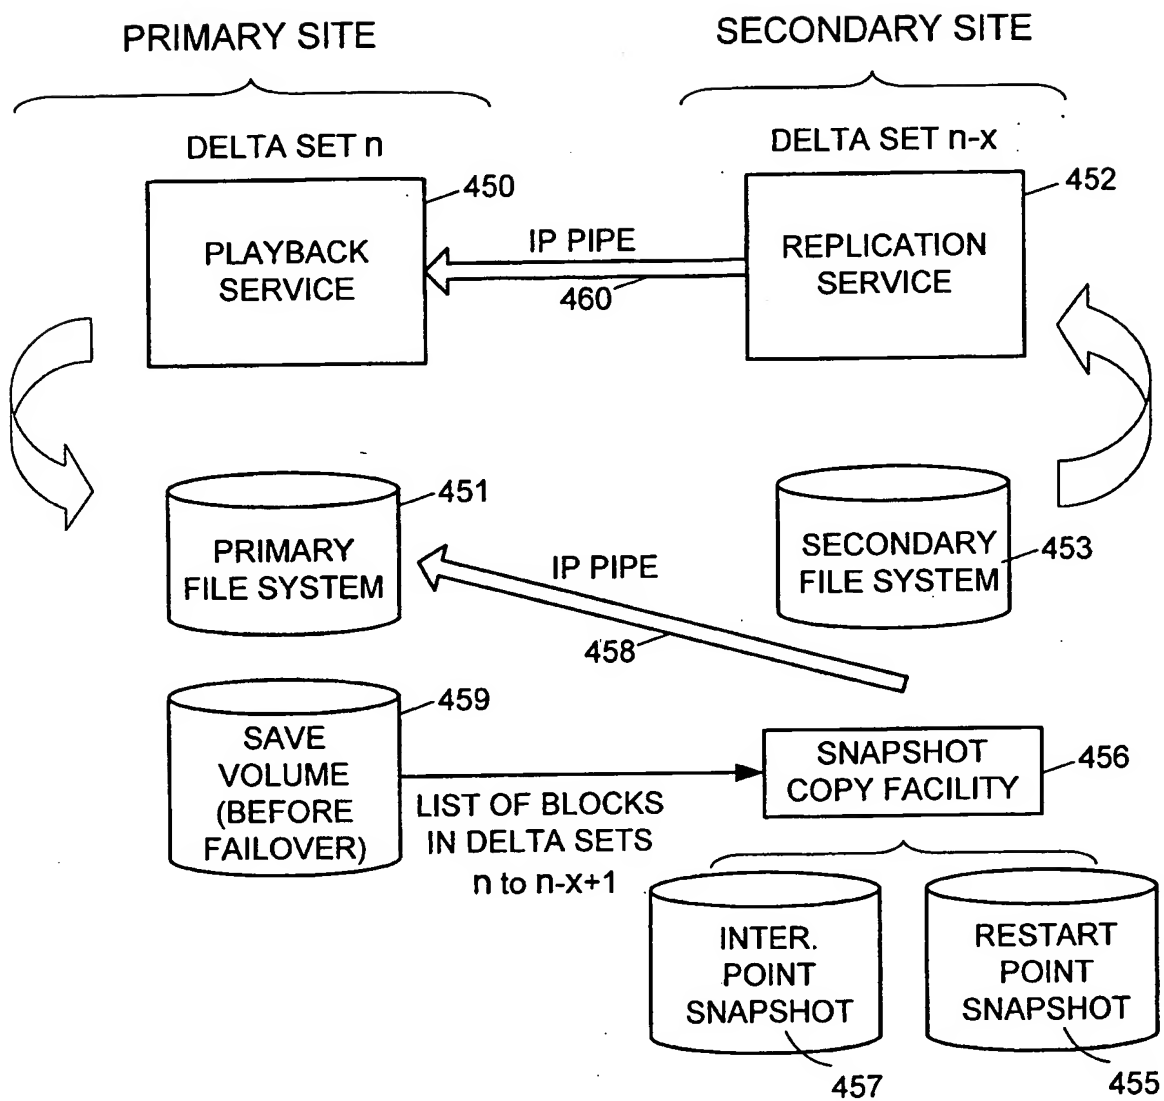 PRIMARY SITE
SECONDARY SITE
DELTA SET n
DELTA SET n-x
450
452
PLAYBACK
SERVICE
IP PIPE
460
REPLICATION
SERVICE
451
PRIMARY
FILE SYSTEM
IP PIPE
458
SECONDARY
FILE SYSTEM
453
459
SAVE
VOLUME
(BEFORE
FAILOVER)
LIST OF BLOCKS
IN DELTA SETS
n to n-x+1
SNAPSHOT
COPY FACILITY
456
INTER.
POINT
SNAPSHOT
457
RESTART
POINT
SNAPSHOT
455